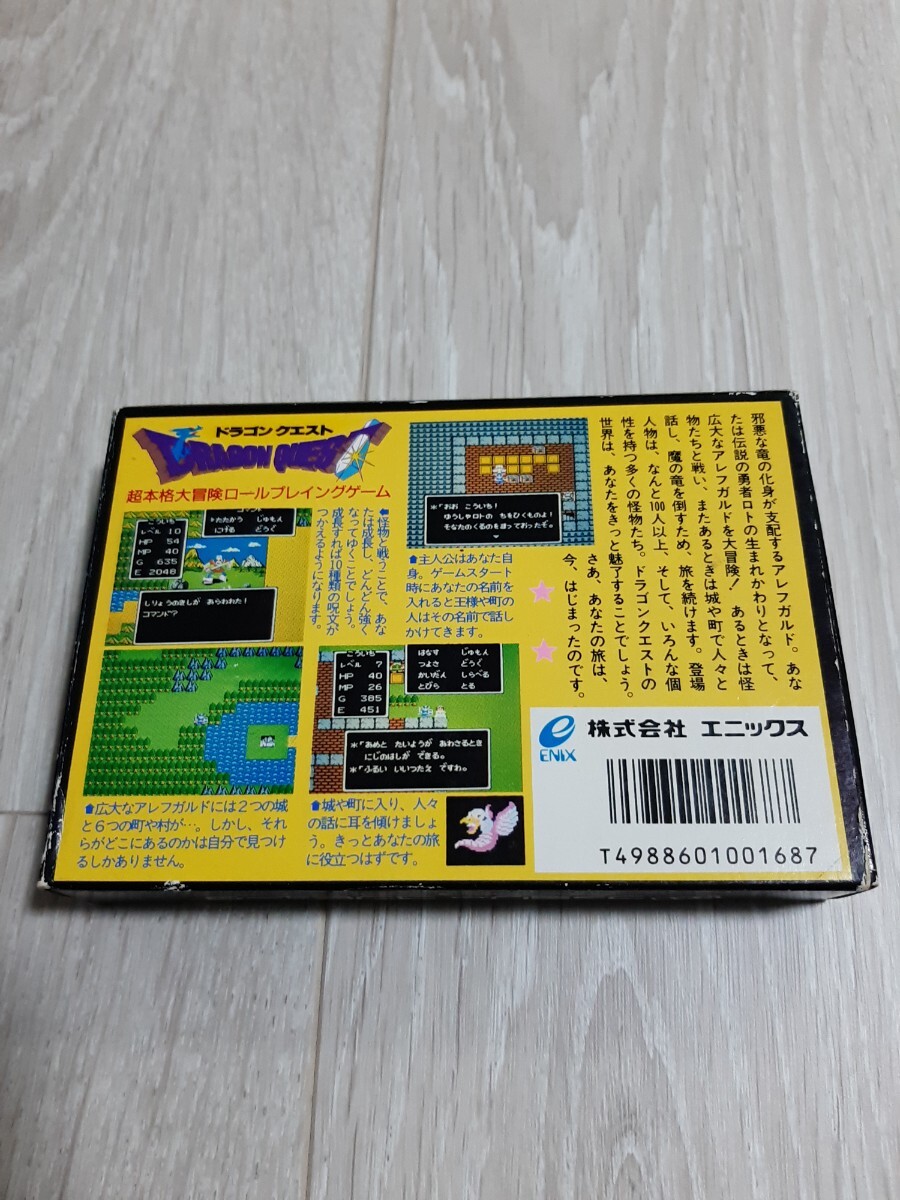 ドラゴン クエスト
DRAGON QUEST
超本格大冒険ロールプレイングゲーム
こういち
レベル 10
HP 54
MP 40
G 635
E 2048
コマンド
たたかう じゅもん
にげる どうぐ
しりょうのきしが あらわれた!
コマンド?
⬆怪物と戦うことで、あな
たは成長し、どんどん強く
なってゆくことでしょう。
成長すれば10種類の呪文が
つかえるようになります。
*「おお こういち!
ゆうしゃロトの ちをひくものよ!
そなたのくるのをまっておったぞ。
⬆主人公はあなた自
身。ゲームスタート
時にあなたの名前を
入れると王様や町の
人はその名前で話し
かけてきます。
邪悪な竜の化身が支配するアレフガルド。あな
たは伝説の勇者ロトの生まれかわりとなって、
広大なアレフガルドを大冒険! あるときは怪
物たちと戦い、またあるときは城や町で人々と
話し、魔の竜を倒すため、旅を続けます。登場
人物は、なんと100人以上、そして、いろんな個
性を持つ多くの怪物たち。ドラゴンクエストの
世界は、あなたをきっと魅了することでしょう。
さあ、あなたの旅は、
今、はじまったのです。
⬆広大なアレフガルドには2つの城
と6つの町や村が…。しかし、それ
らがどこにあるのかは自分で見つけ
るしかありません。
こういち
レベル 7
HP 40
MP 26
G 385
E 451
はなす じゅもん
つよさ どうぐ
かいだん しらべる
とびら とる
*「あめと たいようが あわさるとき
にじのはしが できる。
*「ふるい いいつたえ ですわ。
⬆城や町に入り、人々
の話に耳を傾けましょ
う。きっとあなたの旅
に役立つはずです。
ENIX
株式会社 エニックス
T4988601001687